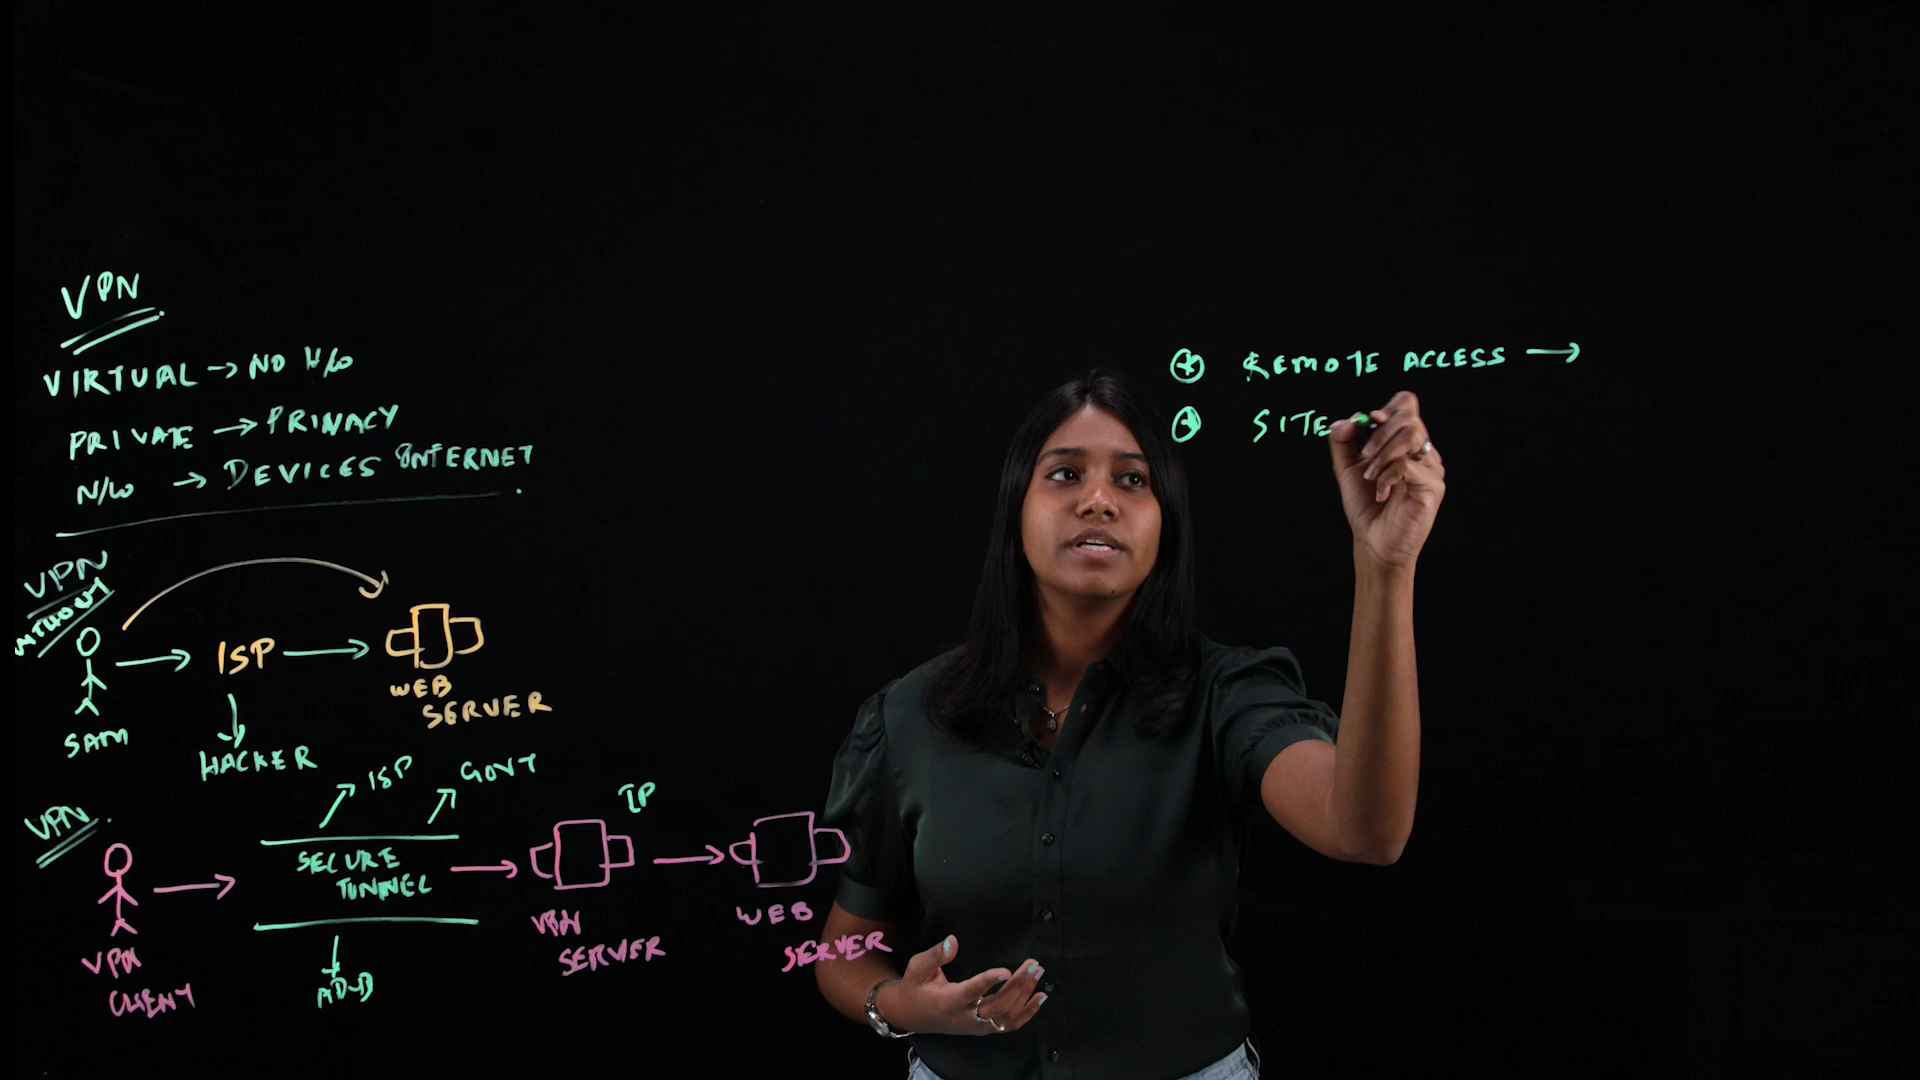 VPN
VIRTUAL → NO H/W
PRIVATE → PRIVACY
N/W → DEVICES INTERNET
VPN
WITHOUT
ISP
WEB
SERVER
SAM
HACKER
ISP
GOVT
VPN
SECURE
TUNNEL
IP
VPN
SERVER
WEB
SERVER
VPN
CLIENT
REMOTE ACCESS →
SITE